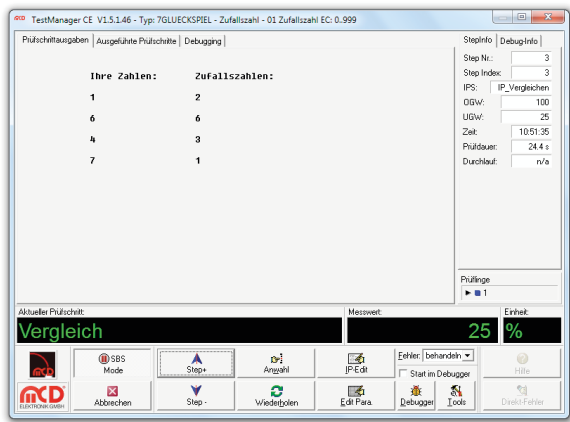 TestManager CE V1.5.1.46 - Typ: 7GLUECKSPIEL - Zufallszahl - 01 Zufallszahl EC: 0..999
Prüfschrittausgaben Ausgeführte Prüfschritte Debugging
StepInfo Debug-Info
Ihre Zahlen: Zufallszahlen:
1 2
6 6
4 3
7 1
Step Nr.: 3
Step Index: 3
IPS: IP_Vergleichen
OGW: 100
UGW: 25
Zeit: 10:51:35
Prüfdauer: 24.4 s
Durchlauf: n/a
Prüflinge
1
Aktueller Prüfschritt: Messwert: Einheit:
Vergleich 25 %
SBS Mode
Step+
Anwahl
IP-Edit
Fehler: behandeln
Start im Debugger
Hilfe
MCD
MCD
ELEKTRONIK GMBH
Abbrechen
Step -
Wiederholen
Edit Para.
Debugger
Tools
Direkt-Fehler